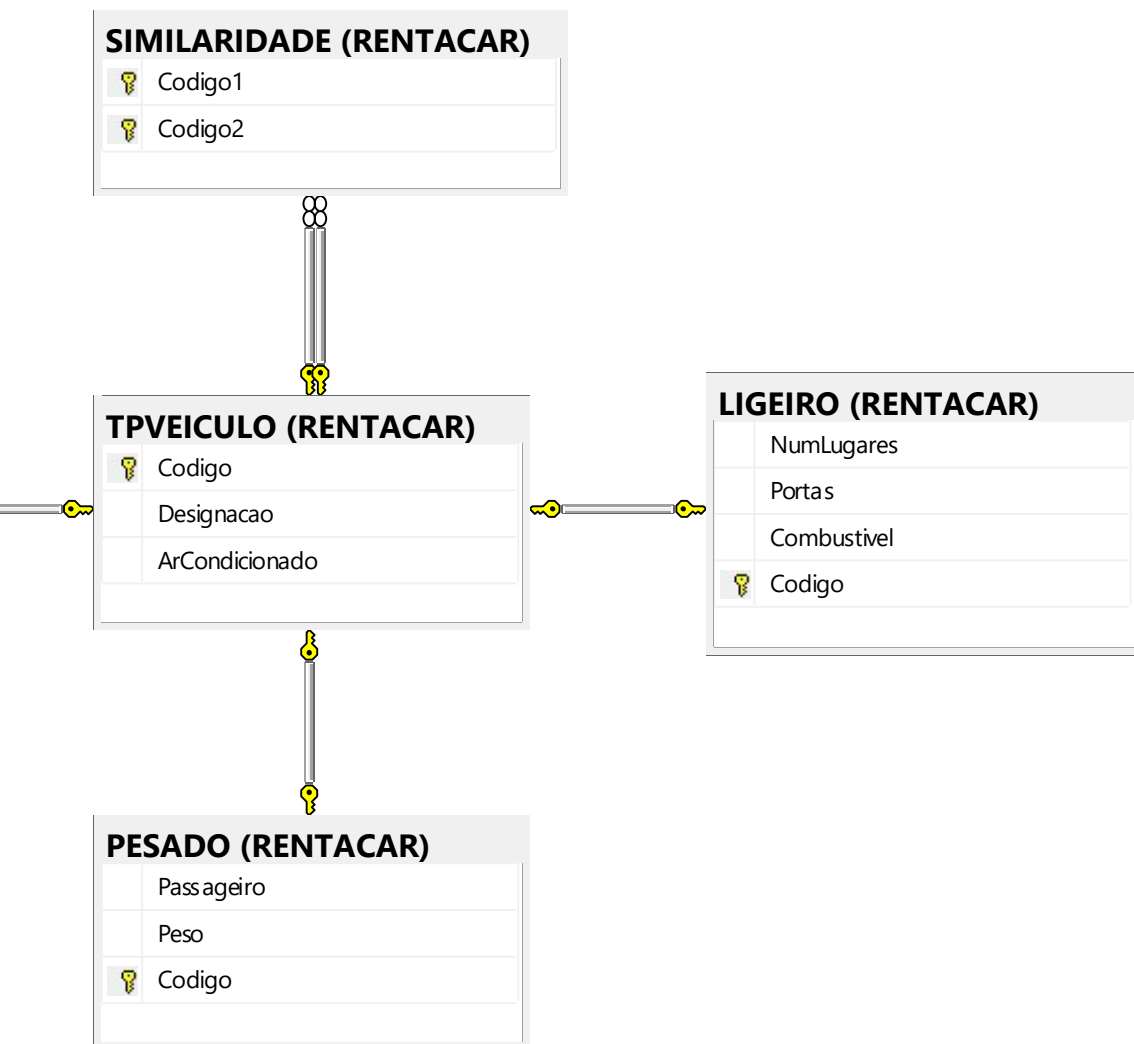 SIMILARIDADE (RENTACAR)
Codigo1
Codigo2
TPVEICULO (RENTACAR)
Codigo
Designacao
ArCondicionado
LIGEIRO (RENTACAR)
NumLugares
Portas
Combustivel
Codigo
PESADO (RENTACAR)
Passageiro
Peso
Codigo